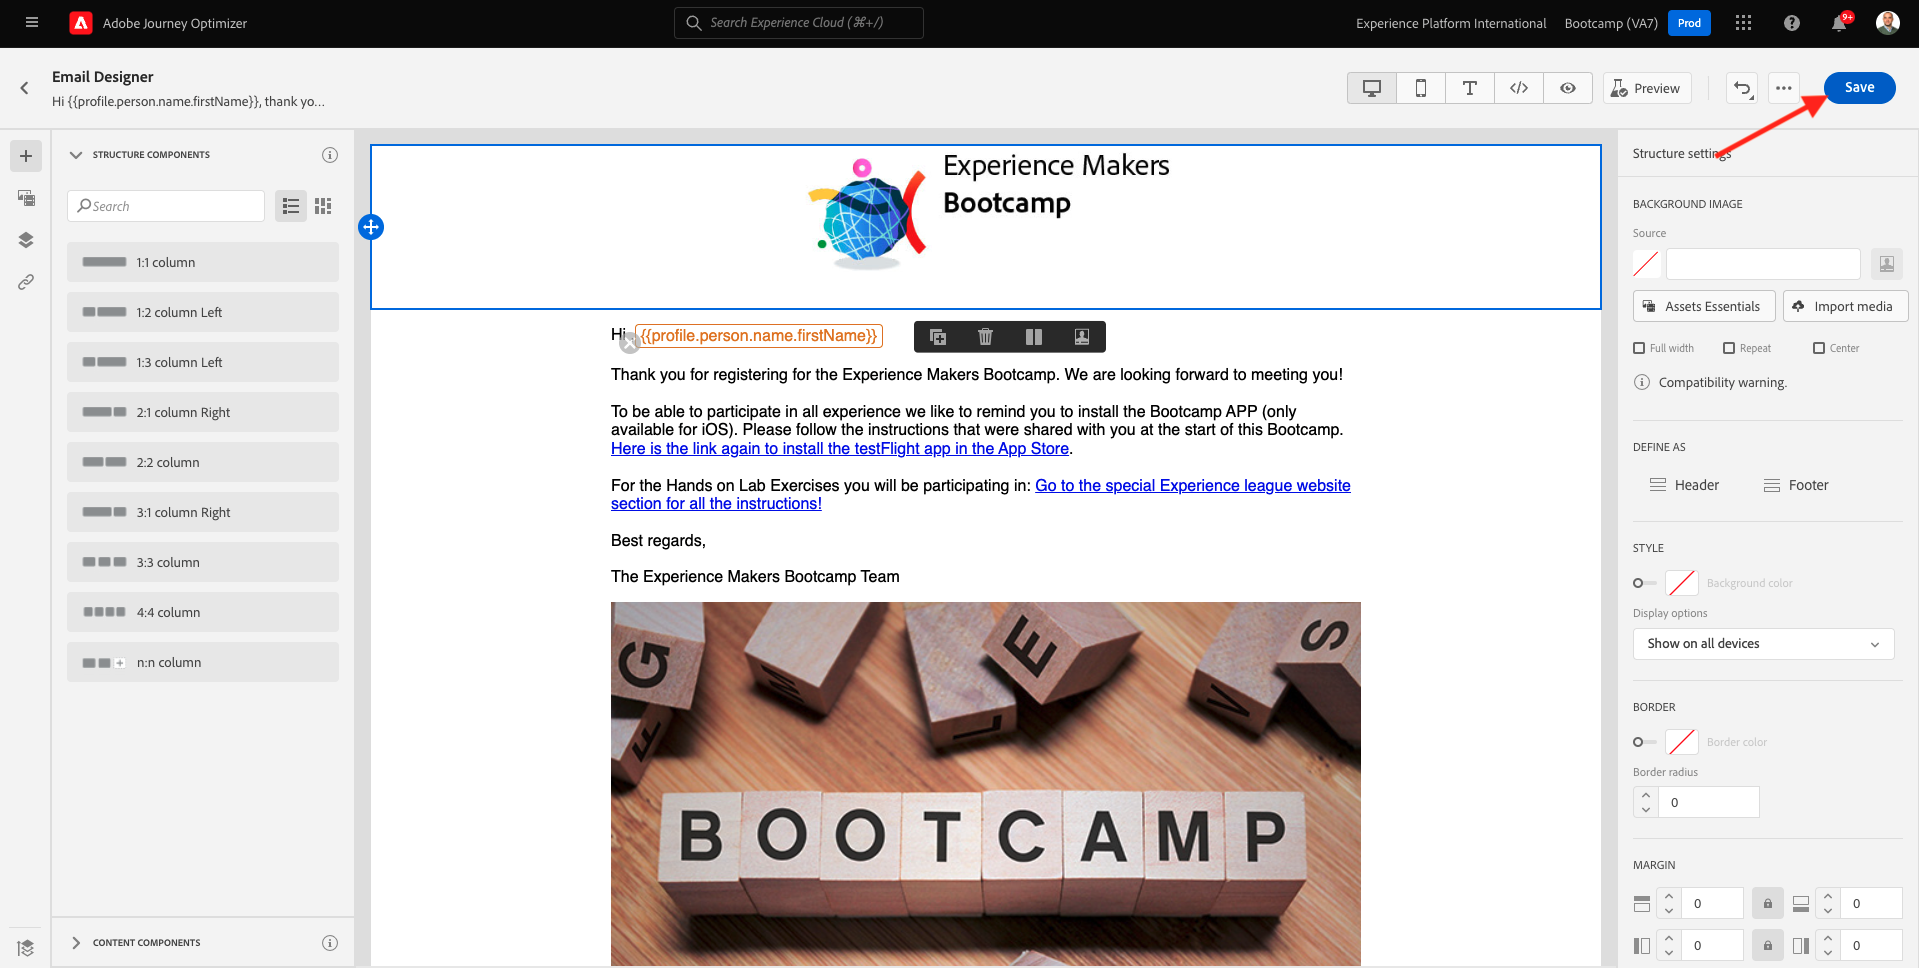 Adobe Journey Optimizer
Search Experience Cloud (⌘+/)
Experience Platform International
Bootcamp (VA7)
Prod
9+
Email Designer
Hi {{profile.person.name.firstName}}, thank yo...
Preview
Save
STRUCTURE COMPONENTS
Search
1:1 column
1:2 column Left
1:3 column Left
2:1 column Right
2:2 column
3:1 column Right
3:3 column
4:4 column
n:n column
CONTENT COMPONENTS
Experience Makers
Bootcamp
Hi {{profile.person.name.firstName}}
Thank you for registering for the Experience Makers Bootcamp. We are looking forward to meeting you!
To be able to participate in all experience we like to remind you to install the Bootcamp APP (only
available for iOS). Please follow the instructions that were shared with you at the start of this Bootcamp.
Here is the link again to install the testFlight app in the App Store.
For the Hands on Lab Exercises you will be participating in: Go to the special Experience league website
section for all the instructions!
Best regards,
The Experience Makers Bootcamp Team
G M E V S
F L
BOOTCAMP
Structure settings
BACKGROUND IMAGE
Source
Assets Essentials
Import media
Full width
Repeat
Center
Compatibility warning.
DEFINE AS
Header
Footer
STYLE
Background color
Display options
Show on all devices
BORDER
Border color
Border radius
0
MARGIN
0 0
0 0